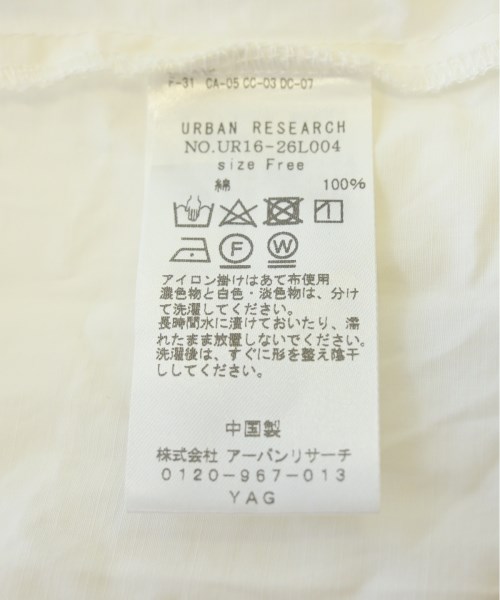 F-31 CA-05 CC-03 DC-07
URBAN RESEARCH
NO.UR16-26L004
size Free
綿 100%
F W
アイロン掛けはあて布使用
濃色物と白色・淡色物は、分け
て洗濯してください。
長時間水に漬けておいたり、濡
れたまま放置しないでください。
洗濯後は、すぐに形を整え陰干
ししてください。
中国製
株式会社 アーバンリサーチ
0120-967-013
YAG